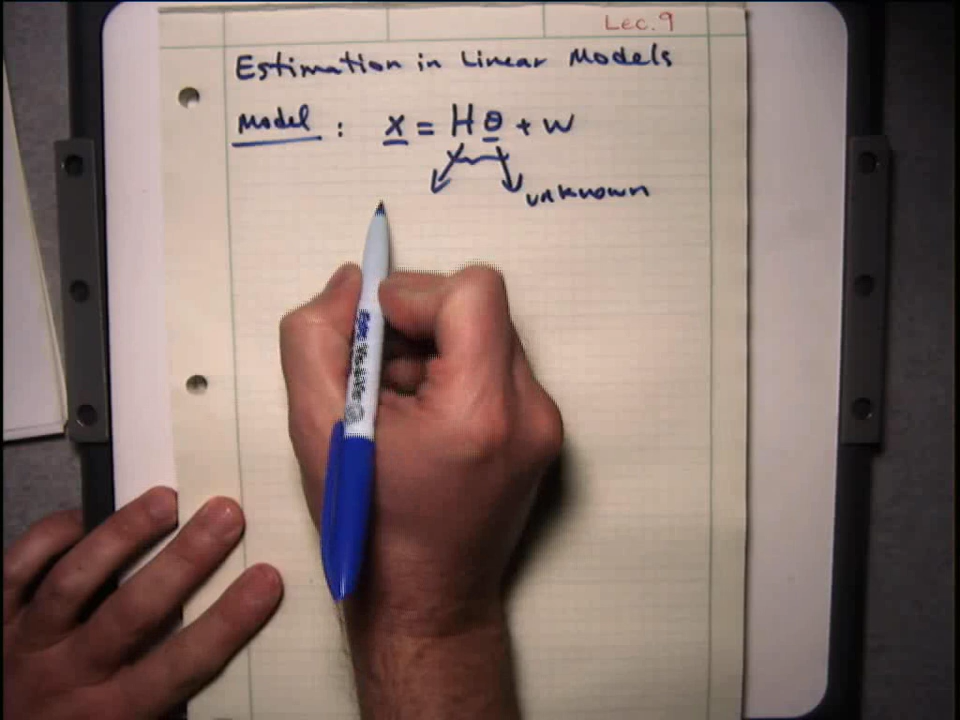 Lec. 9
Estimation in Linear Models
Model : x = Hθ + w
unknown